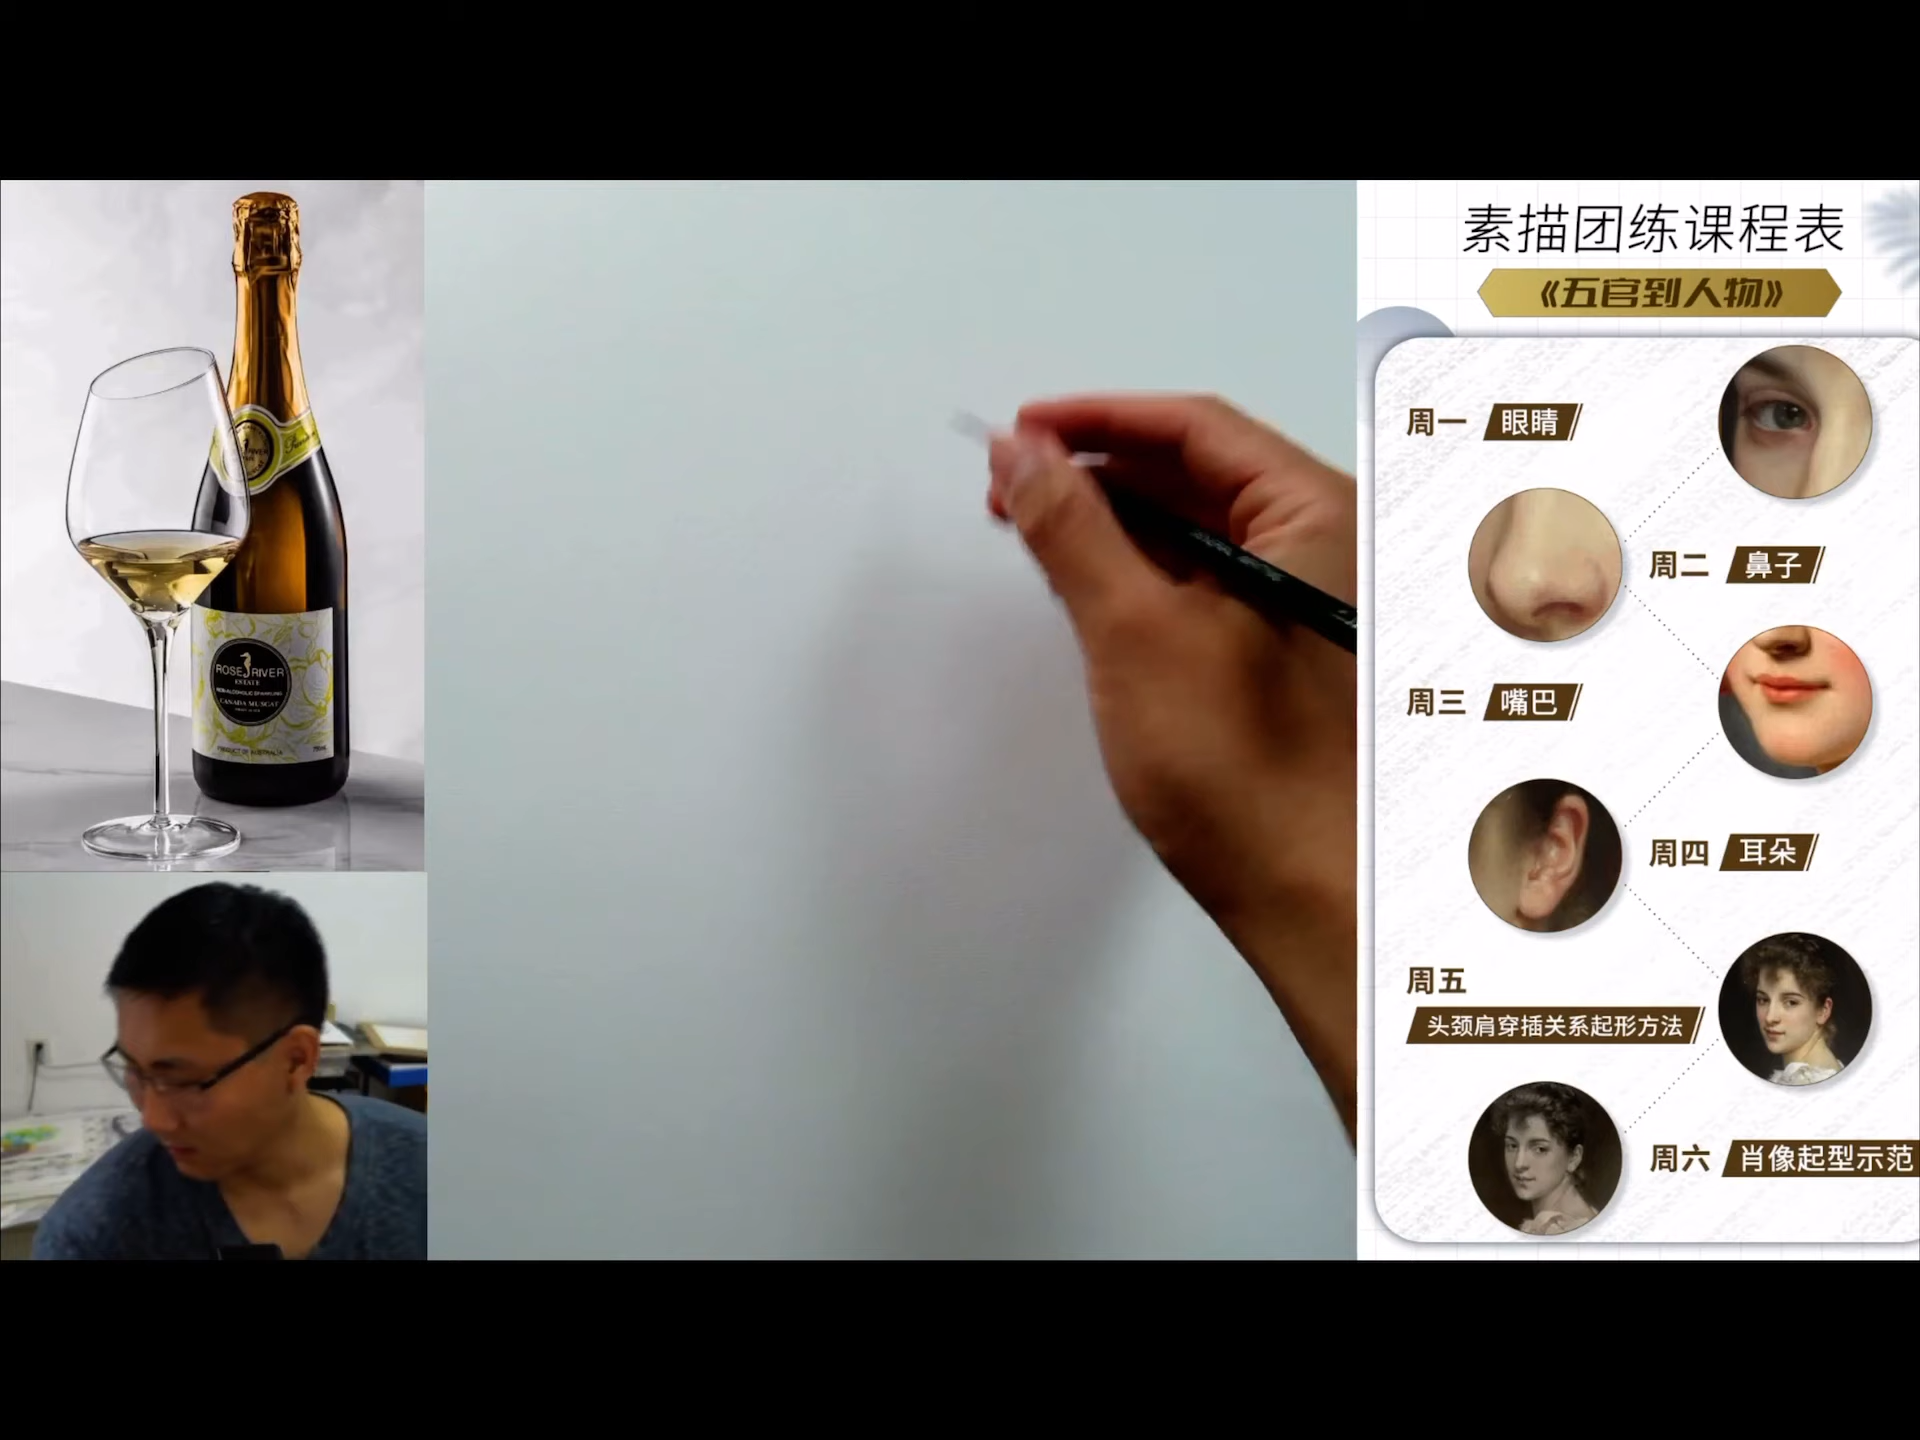 ROSE RIVER
ESTATE
NON-ALCOHOLIC SPARKLING
CANADA MUSCAT
PRODUCT OF AUSTRALIA
素描团练课程表
《五官到人物》
周一 眼睛
周二 鼻子
周三 嘴巴
周四 耳朵
周五
头颈肩穿插关系起形方法
周六 肖像起型示范